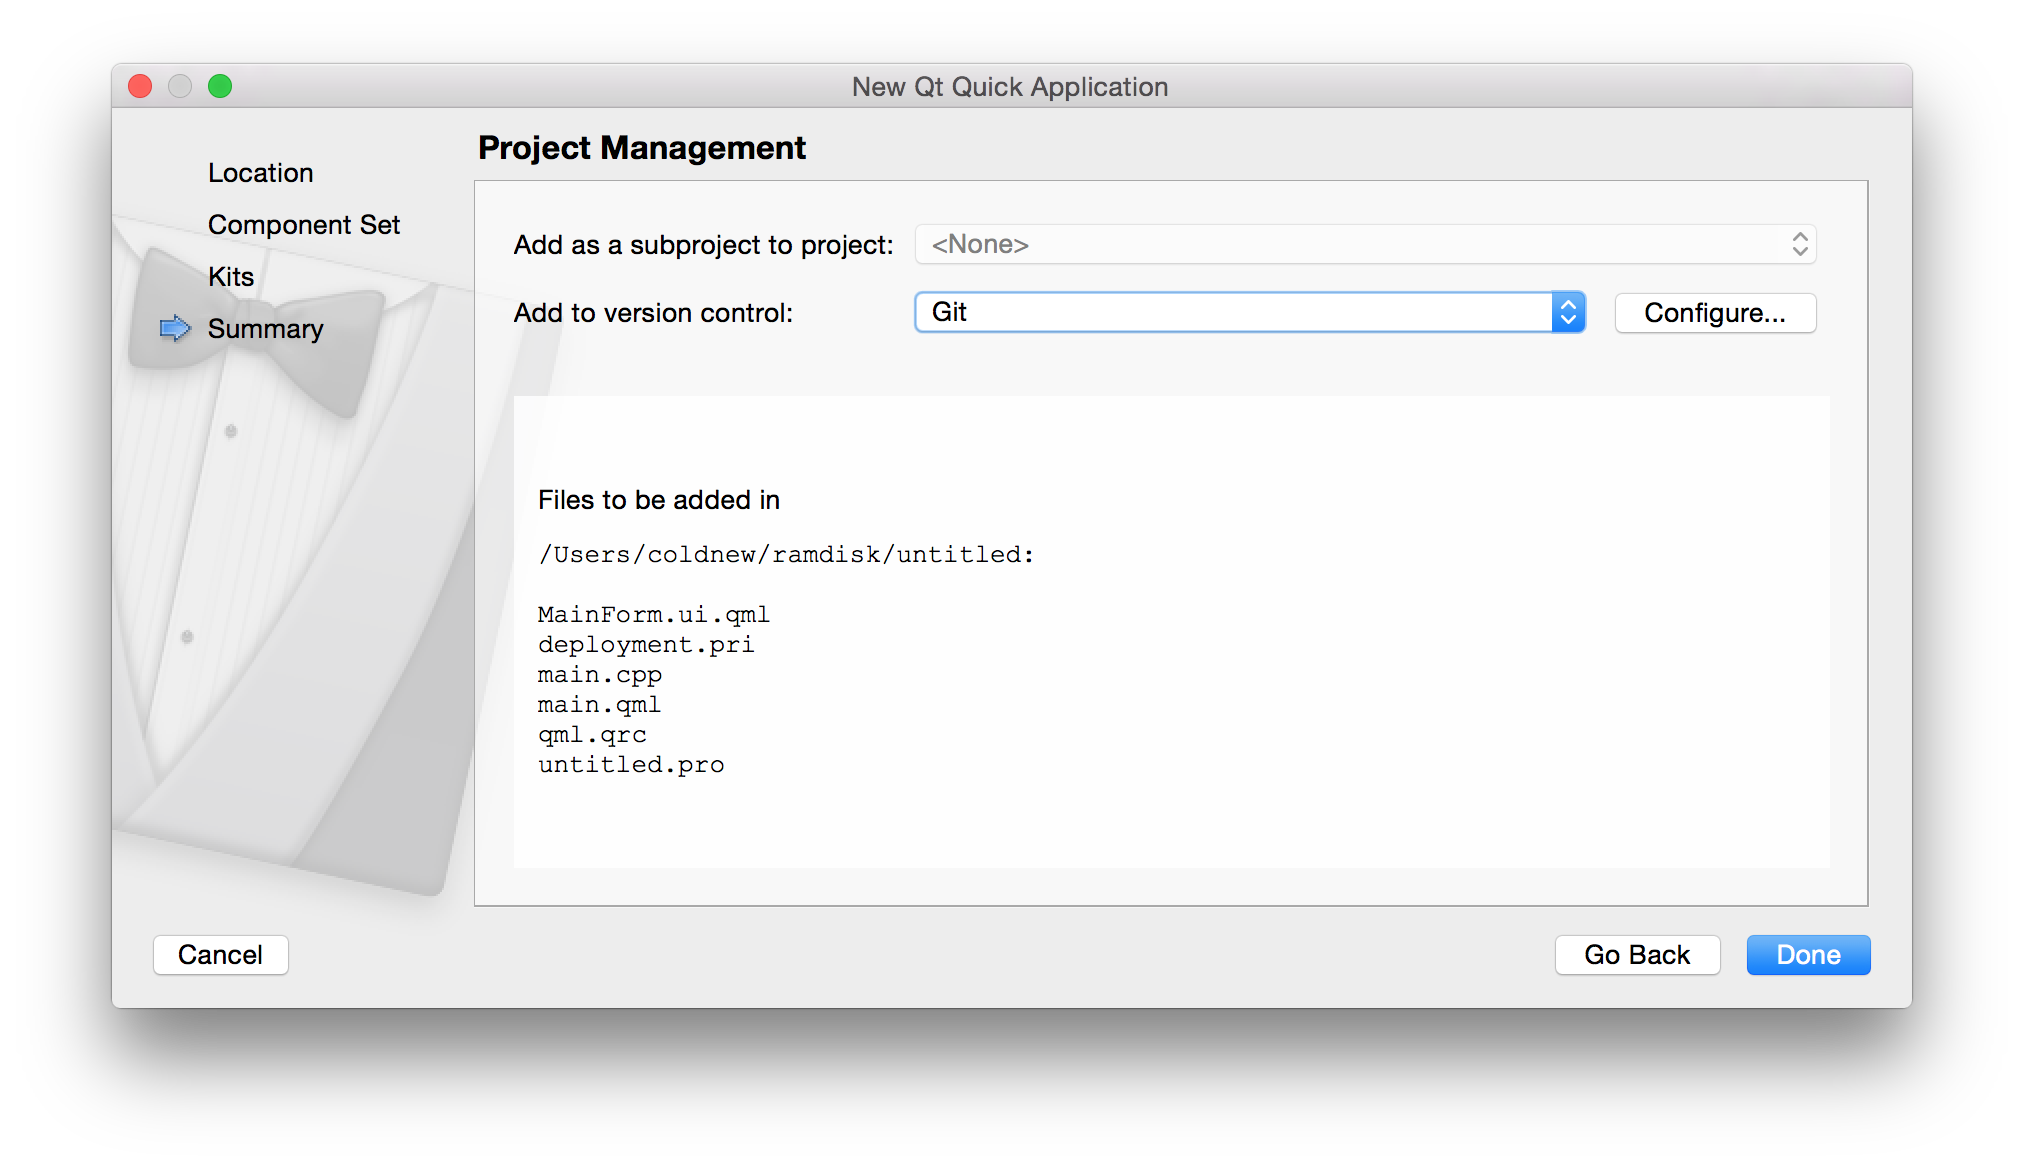 New Qt Quick Application
Location
Component Set
Kits
Summary
Project Management
Add as a subproject to project: <None>
Add to version control: Git Configure...
Files to be added in
/Users/coldnew/ramdisk/untitled:
MainForm.ui.qml
deployment.pri
main.cpp
main.qml
qml.qrc
untitled.pro
Cancel Go Back Done